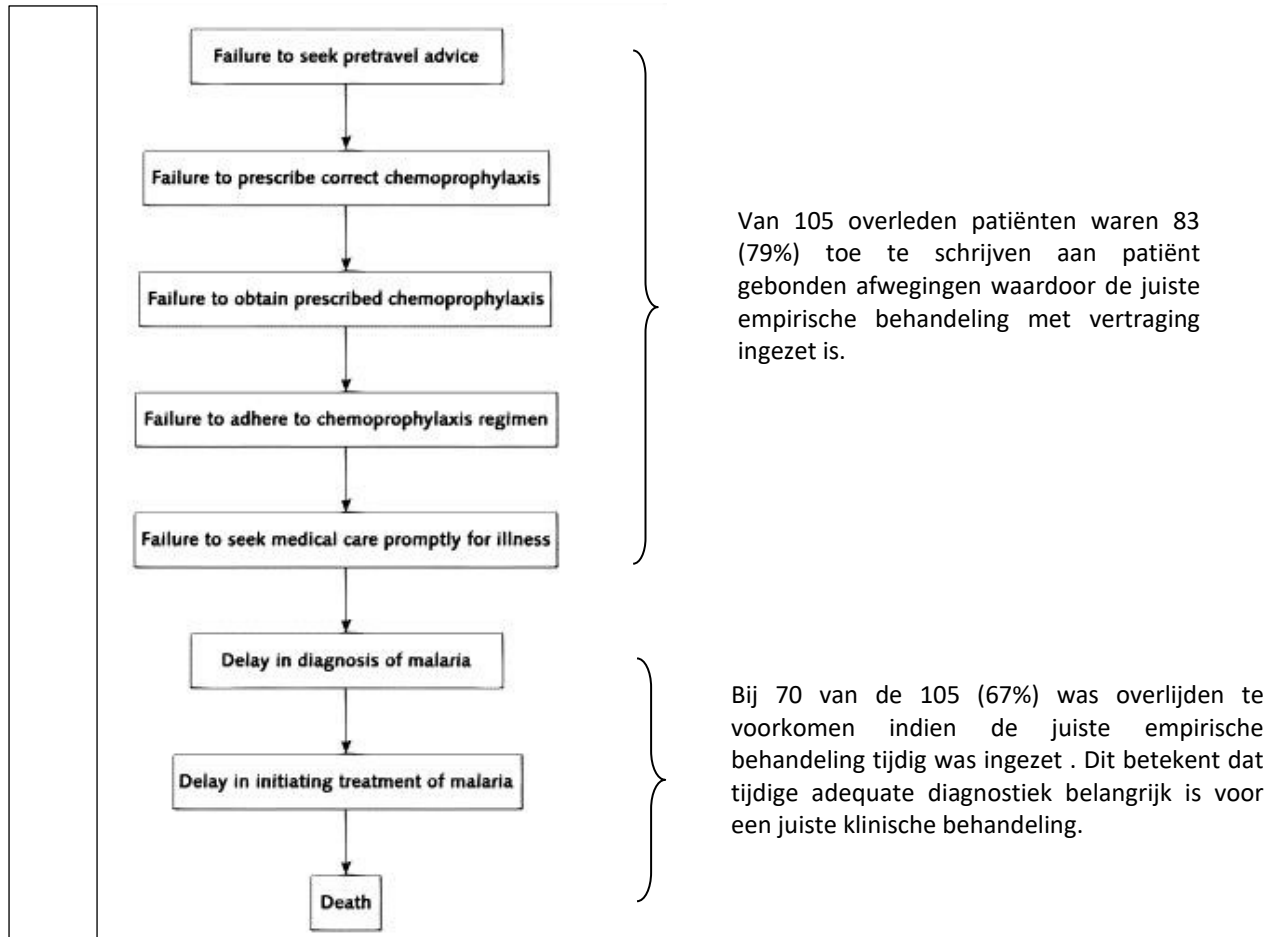 Failure to seek pretravel advice
Failure to prescribe correct chemoprophylaxis
Failure to obtain prescribed chemoprophylaxis
Failure to adhere to chemoprophylaxis regimen
Failure to seek medical care promptly for illness
Van 105 overleden patiënten waren 83
(79%) toe te schrijven aan patiënt
gebonden afwegingen waardoor de juiste
empirische behandeling met vertraging
ingezet is.
Delay in diagnosis of malaria
Delay in initiating treatment of malaria
Death
Bij 70 van de 105 (67%) was overlijden te
voorkomen indien de juiste empirische
behandeling tijdig was ingezet . Dit betekent dat
tijdige adequate diagnostiek belangrijk is voor
een juiste klinische behandeling.